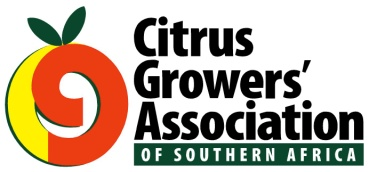 Citrus
Growers'
Association
OF SOUTHERN AFRICA